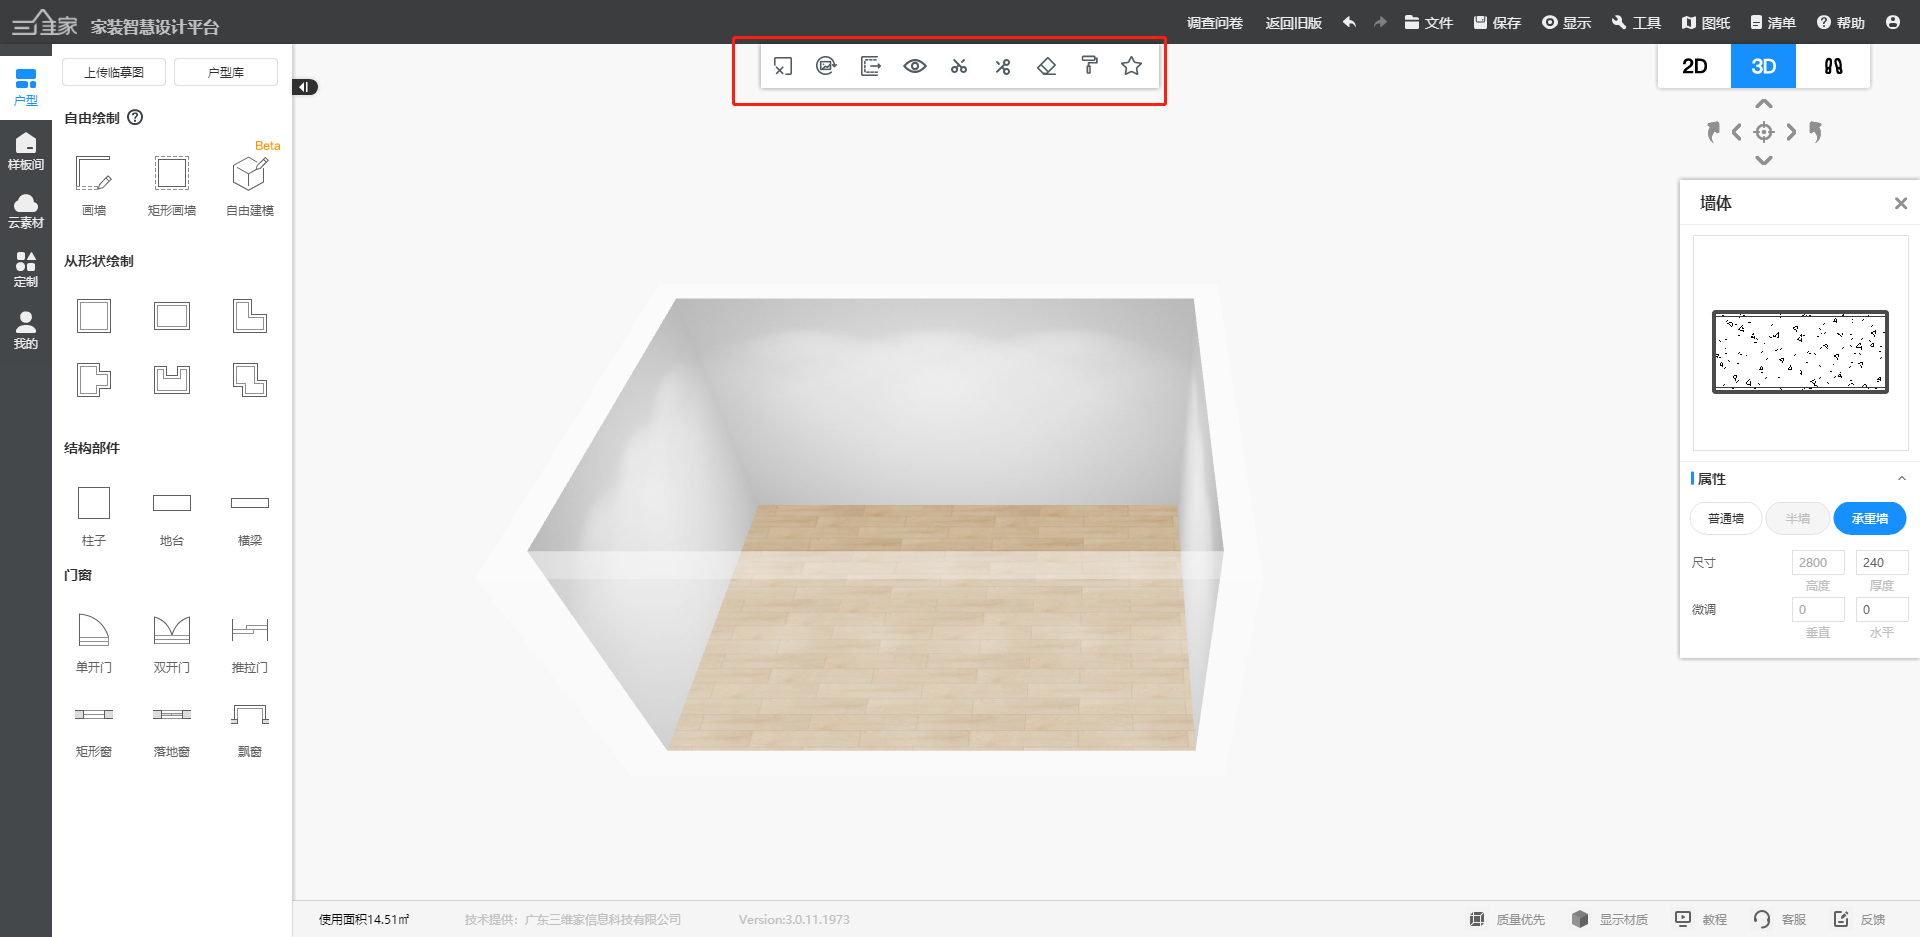 三维家 家装智慧设计平台
调查问卷 返回旧版 文件 保存 显示 工具 图纸 清单 帮助
户型
样板间
云素材
定制
我的
上传临摹图 户型库
自由绘制
Beta
画墙 矩形画墙 自由建模
从形状绘制
结构部件
柱子 地台 横梁
门窗
单开门 双开门 推拉门
矩形窗 落地窗 飘窗
2D 3D
墙体
属性
普通墙 半墙 承重墙
尺寸 2800 240
高度 厚度
微调 0 0
垂直 水平
使用面积14.51㎡ 技术提供：广东三维家信息科技有限公司 Version:3.0.11.1973
质量优先 显示材质 教程 客服 反馈